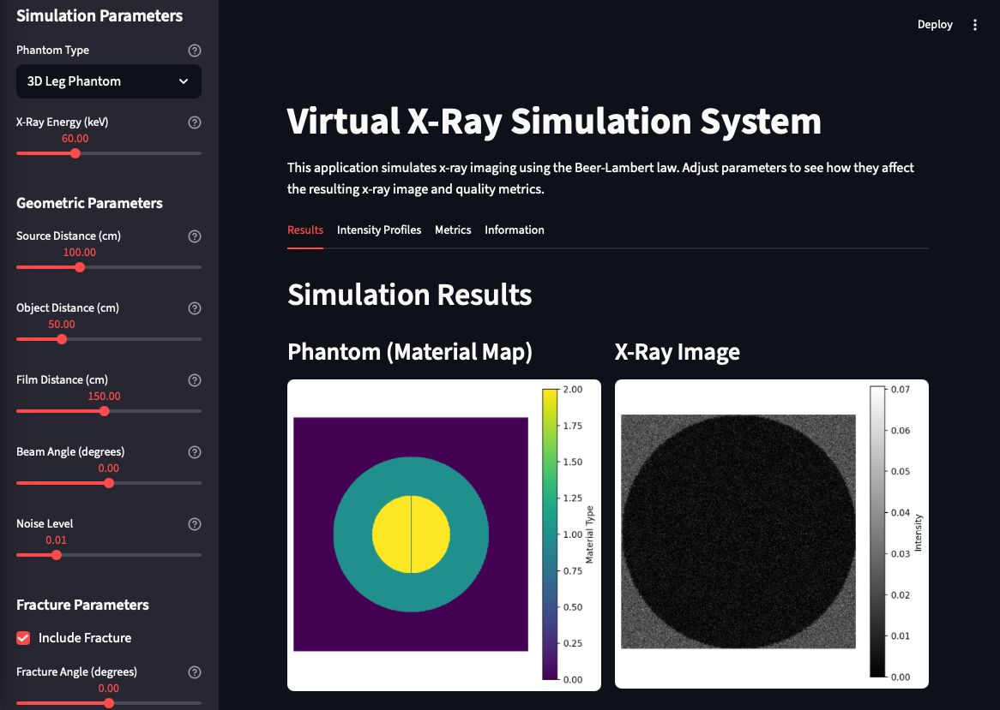 Simulation Parameters
Phantom Type
3D Leg Phantom
X-Ray Energy (keV)
60.00
Geometric Parameters
Source Distance (cm)
100.00
Object Distance (cm)
50.00
Film Distance (cm)
150.00
Beam Angle (degrees)
0.00
Noise Level
0.01
Fracture Parameters
Include Fracture
Fracture Angle (degrees)
0.00
Deploy
Virtual X-Ray Simulation System
This application simulates x-ray imaging using the Beer-Lambert law. Adjust parameters to see how they affect
the resulting x-ray image and quality metrics.
Results Intensity Profiles Metrics Information
Simulation Results
Phantom (Material Map)
2.00
1.75
1.50
1.25
1.00
0.75
0.50
0.25
0.00
Material Type
X-Ray Image
0.07
0.06
0.05
0.04
0.03
0.02
0.01
0.00
Intensity